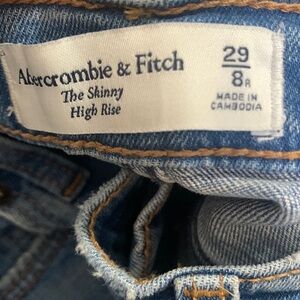 Abercrombie & Fitch
The Skinny
High Rise
29
8R
MADE IN
CAMBODIA